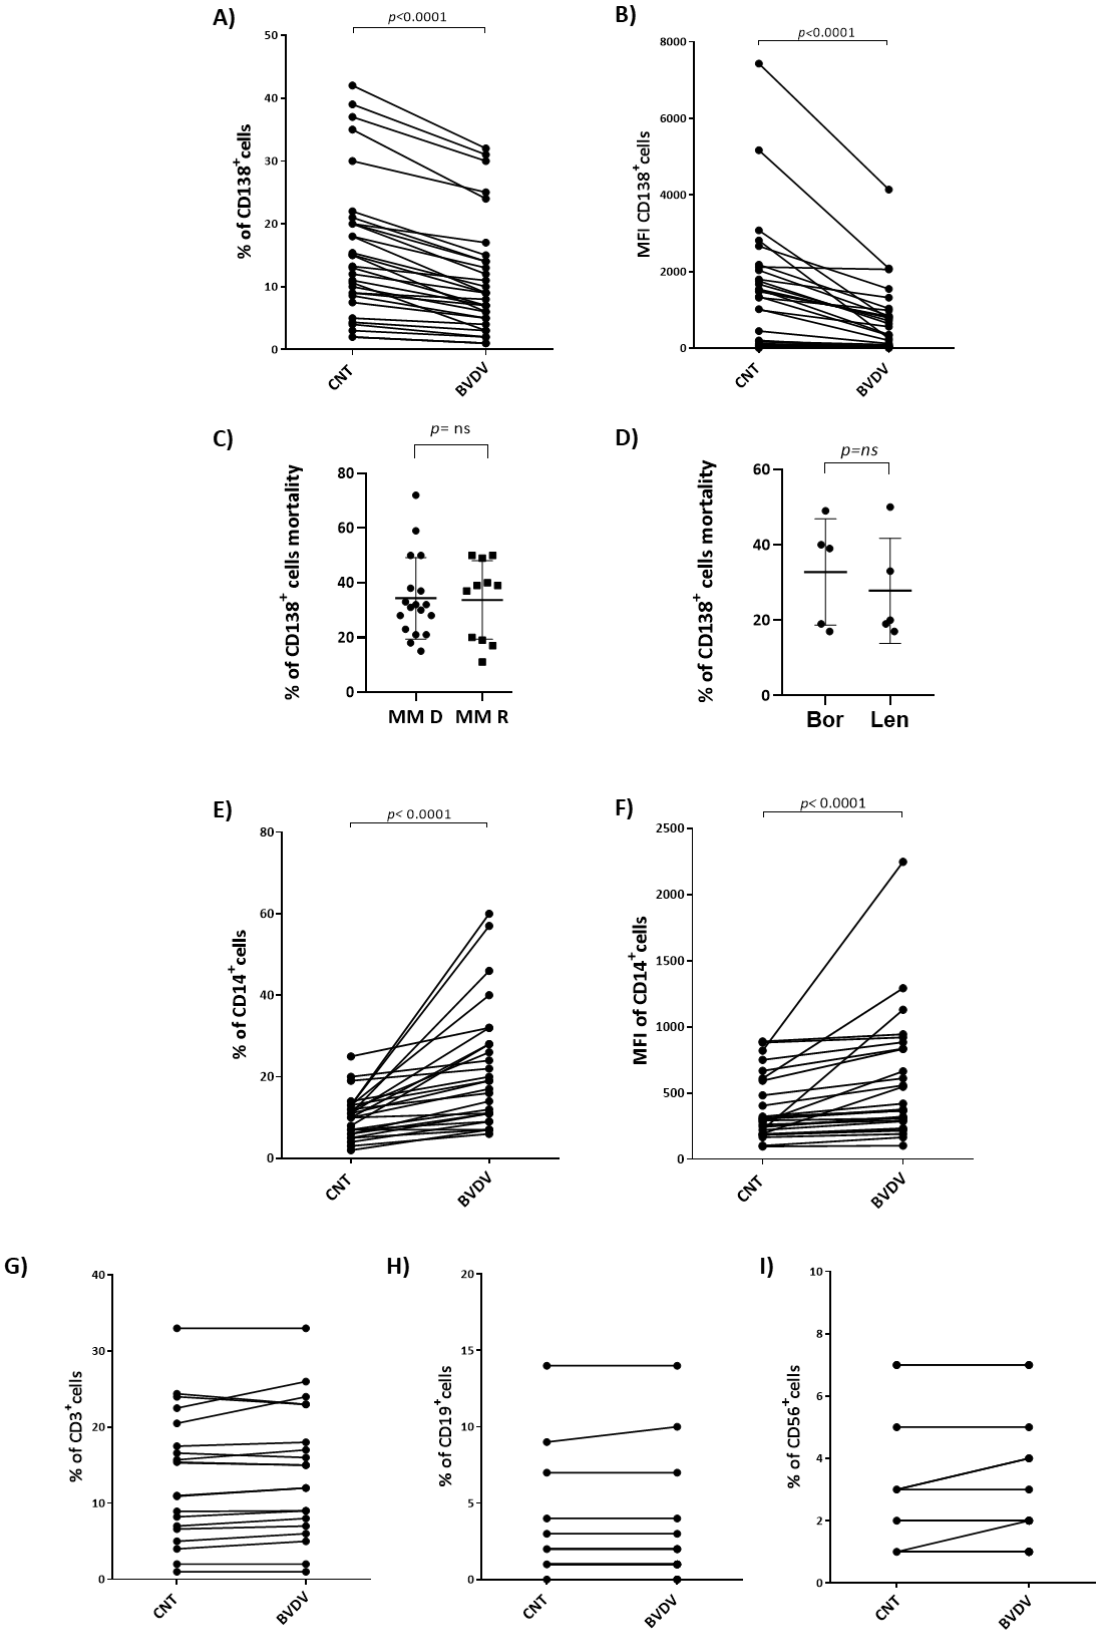 A)
p<0.0001
50
40
30
20
10
0
% of CD138+cells
CNT
BVDV
B)
p<0.0001
8000
6000
4000
2000
0
MFI CD138+cells
CNT
BVDV
C)
p= ns
80
60
40
20
0
% of CD138+ cells mortality
MM D
MM R
D)
p=ns
60
40
20
0
% of CD138+ cells mortality
Bor
Len
E)
p< 0.0001
80
60
40
20
0
% of CD14+cells
CNT
BVDV
F)
p< 0.0001
2500
2000
1500
1000
500
0
MFI of CD14+cells
CNT
BVDV
G)
40
30
20
10
0
% of CD3+cells
CNT
BVDV
H)
20
15
10
5
0
% of CD19+cells
CNT
BVDV
I)
10
8
6
4
2
0
% of CD56+cells
CNT
BVDV